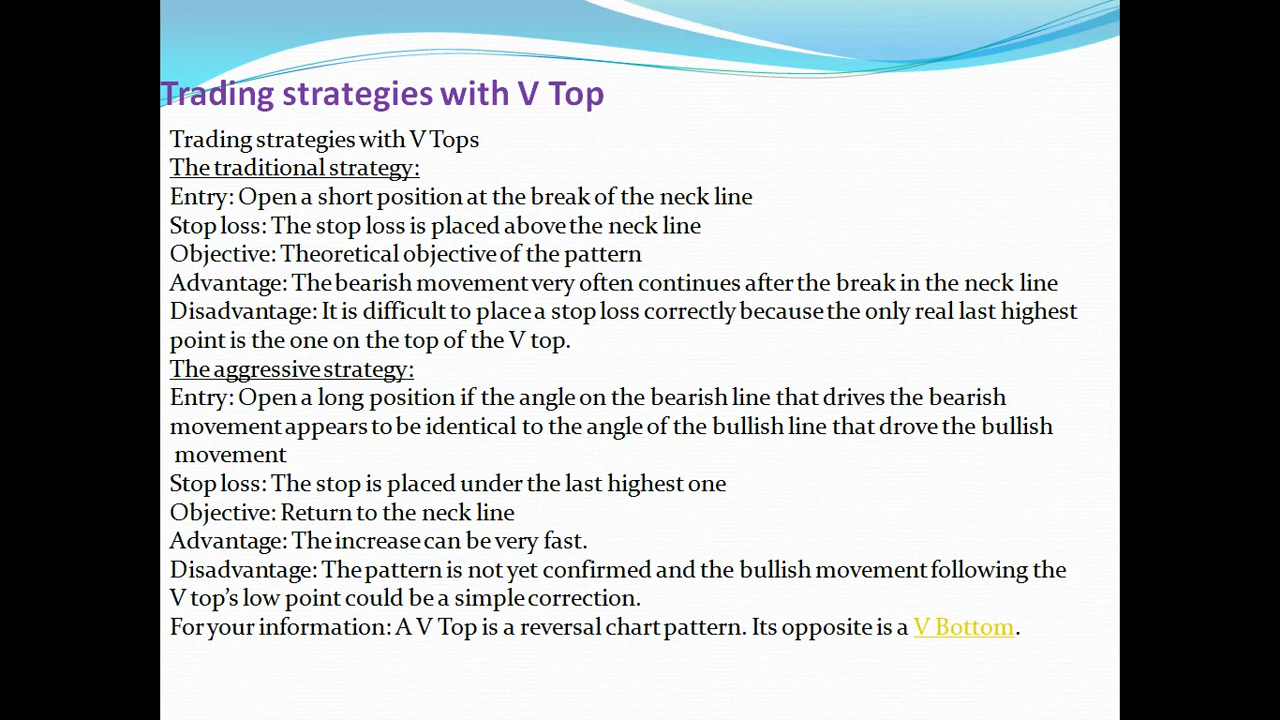 Trading strategies with V Top
Trading strategies with V Tops
The traditional strategy:
Entry: Open a short position at the break of the neck line
Stop loss: The stop loss is placed above the neck line
Objective: Theoretical objective of the pattern
Advantage: The bearish movement very often continues after the break in the neck line
Disadvantage: It is difficult to place a stop loss correctly because the only real last highest
point is the one on the top of the V top.
The aggressive strategy:
Entry: Open a long position if the angle on the bearish line that drives the bearish
movement appears to be identical to the angle of the bullish line that drove the bullish
movement
Stop loss: The stop is placed under the last highest one
Objective: Return to the neck line
Advantage: The increase can be very fast.
Disadvantage: The pattern is not yet confirmed and the bullish movement following the
V top’s low point could be a simple correction.
For your information: A V Top is a reversal chart pattern. Its opposite is a V Bottom.